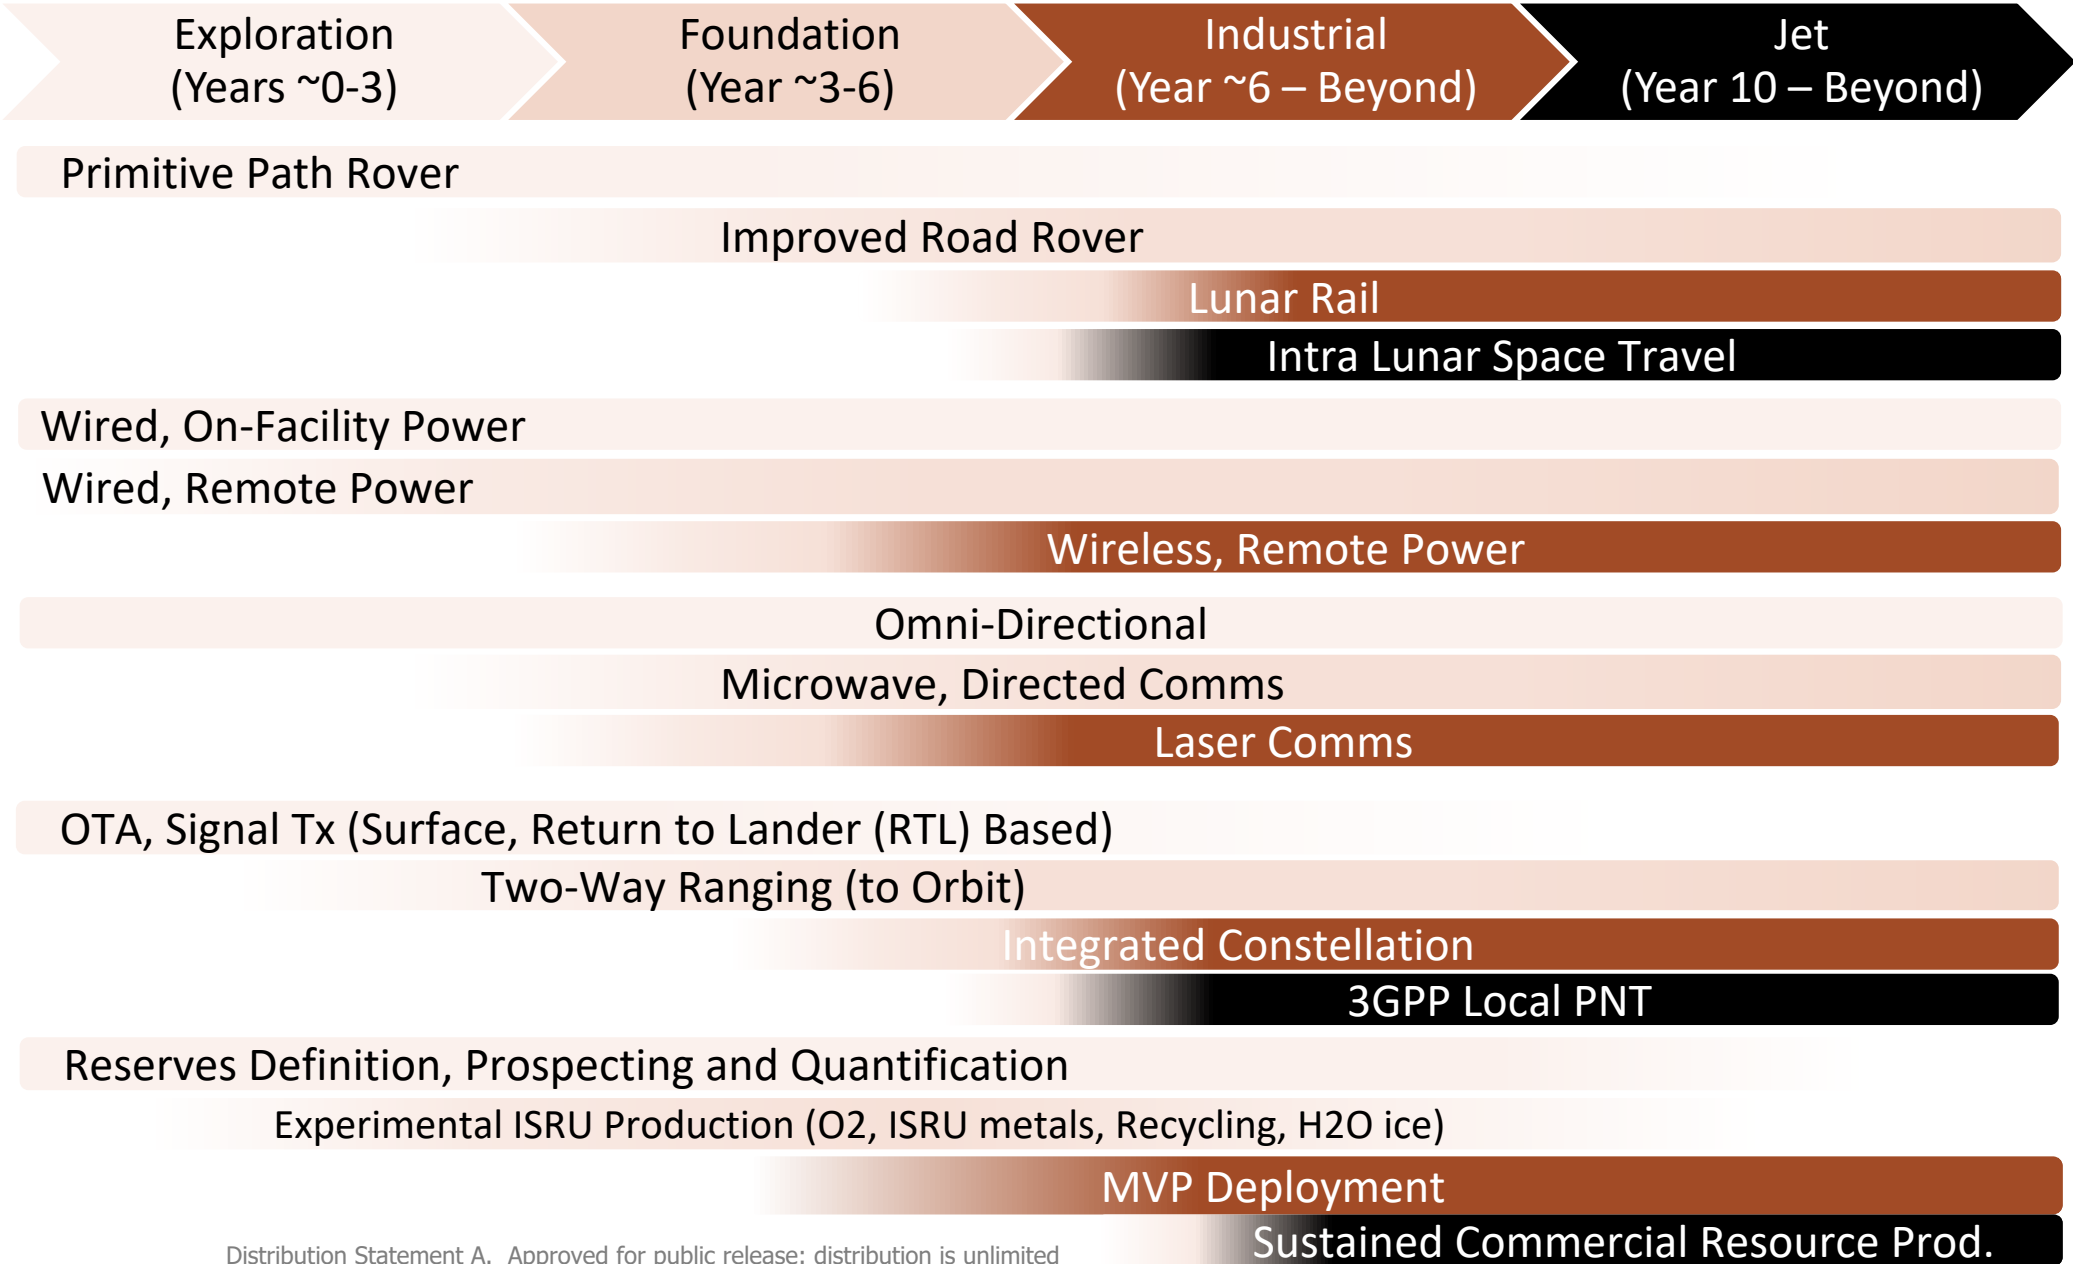 Exploration
(Years ~0-3)
Foundation
(Year ~3-6)
Industrial
(Year ~6 – Beyond)
Jet
(Year 10 – Beyond)
Primitive Path Rover
Improved Road Rover
Lunar Rail
Intra Lunar Space Travel
Wired, On-Facility Power
Wired, Remote Power
Wireless, Remote Power
Omni-Directional
Microwave, Directed Comms
Laser Comms
OTA, Signal Tx (Surface, Return to Lander (RTL) Based)
Two-Way Ranging (to Orbit)
Integrated Constellation
3GPP Local PNT
Reserves Definition, Prospecting and Quantification
Experimental ISRU Production (O2, ISRU metals, Recycling, H2O ice)
MVP Deployment
Sustained Commercial Resource Prod.
Distribution Statement A. Approved for public release: distribution is unlimited